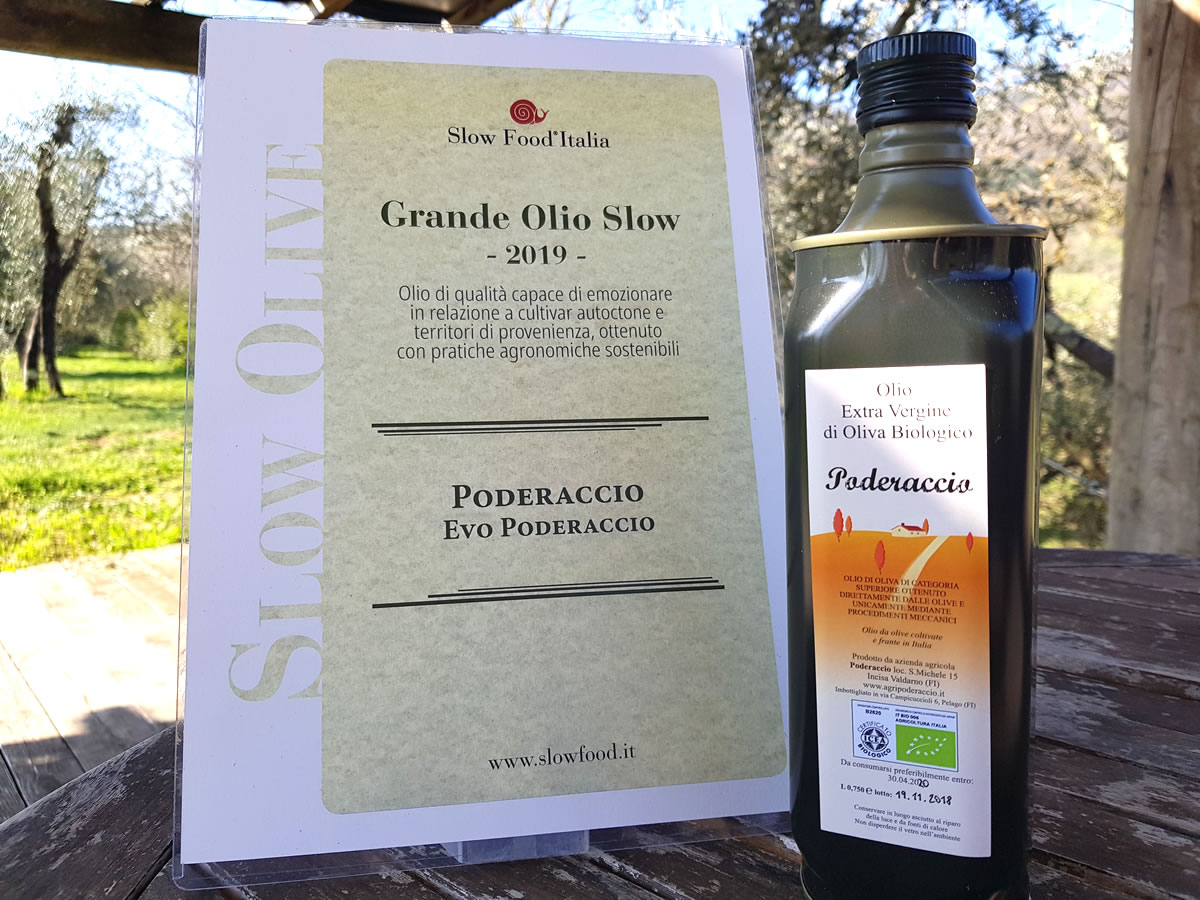 SLOW OLIVE
Slow Food® Italia
Grande Olio Slow
- 2019 -
Olio di qualità capace di emozionare
in relazione a cultivar autoctone e
territori di provenienza, ottenuto
con pratiche agronomiche sostenibili
PODERACCIO
EVO PODERACCIO
www.slowfood.it
Olio
Extra Vergine
di Oliva Biologico
Poderaccio
OLIO DI OLIVA DI CATEGORIA
SUPERIORE OTTENUTO
DIRETTAMENTE DALLE OLIVE E
UNICAMENTE MEDIANTE
PROCEDIMENTI MECCANICI
Olio da olive coltivate
e frante in Italia
Prodotto da azienda agricola
Poderaccio loc. S.Michele 15
Incisa Valdarno (FI)
www.agripoderaccio.it
Imbottigliato in via Campicuccioli 6, Pelago (FI)
B2620
IT BIO 006
AGRICOLTURA ITALIA
CERTIFICATO
ICEA
BIOLOGICO
Da consumarsi preferibilmente entro:
30.04.2020
L 0,750 e lotto: 19.11.2018
Conservare in luogo asciutto al riparo
della luce e da fonti di calore
Non disperdere il vetro nell'ambiente